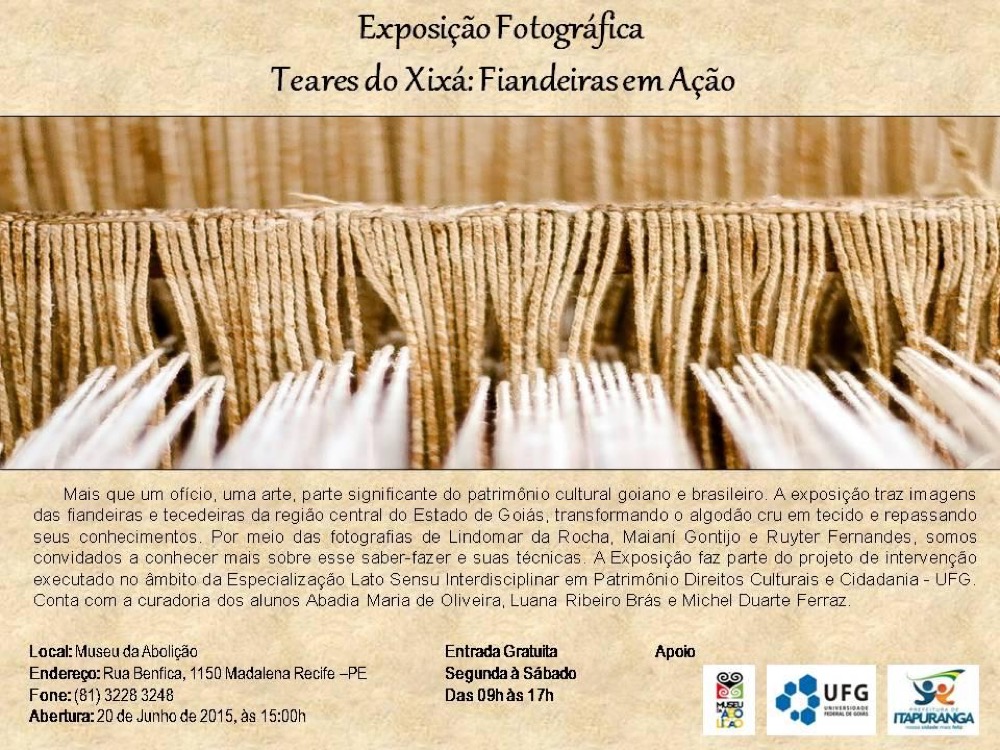 Exposição Fotográfica
Teares do Xixá: Fiandeiras em Ação
Mais que um ofício, uma arte, parte significante do patrimônio cultural goiano e brasileiro. A exposição traz imagens
das fiandeiras e tecedeiras da região central do Estado de Goiás, transformando o algodão cru em tecido e repassando
seus conhecimentos. Por meio das fotografias de Lindomar da Rocha, Maianí Gontijo e Ruyter Fernandes, somos
convidados a conhecer mais sobre esse saber-fazer e suas técnicas. A Exposição faz parte do projeto de intervenção
executado no âmbito da Especialização Lato Sensu Interdisciplinar em Patrimônio Direitos Culturais e Cidadania - UFG.
Conta com a curadoria dos alunos Abadia Maria de Oliveira, Luana Ribeiro Brás e Michel Duarte Ferraz.
Local: Museu da Abolição
Endereço: Rua Benfica, 1150 Madalena Recife –PE
Fone: (81) 3228 3248
Abertura: 20 de Junho de 2015, às 15:00h
Entrada Gratuita
Segunda à Sábado
Das 09h às 17h
Apoio
MUSEU
DA ABO
LIÇÃO
UFG
UNIVERSIDADE
FEDERAL DE GOIÁS
PREFEITURA DE
ITAPURANGA
nossa cidade mais feliz